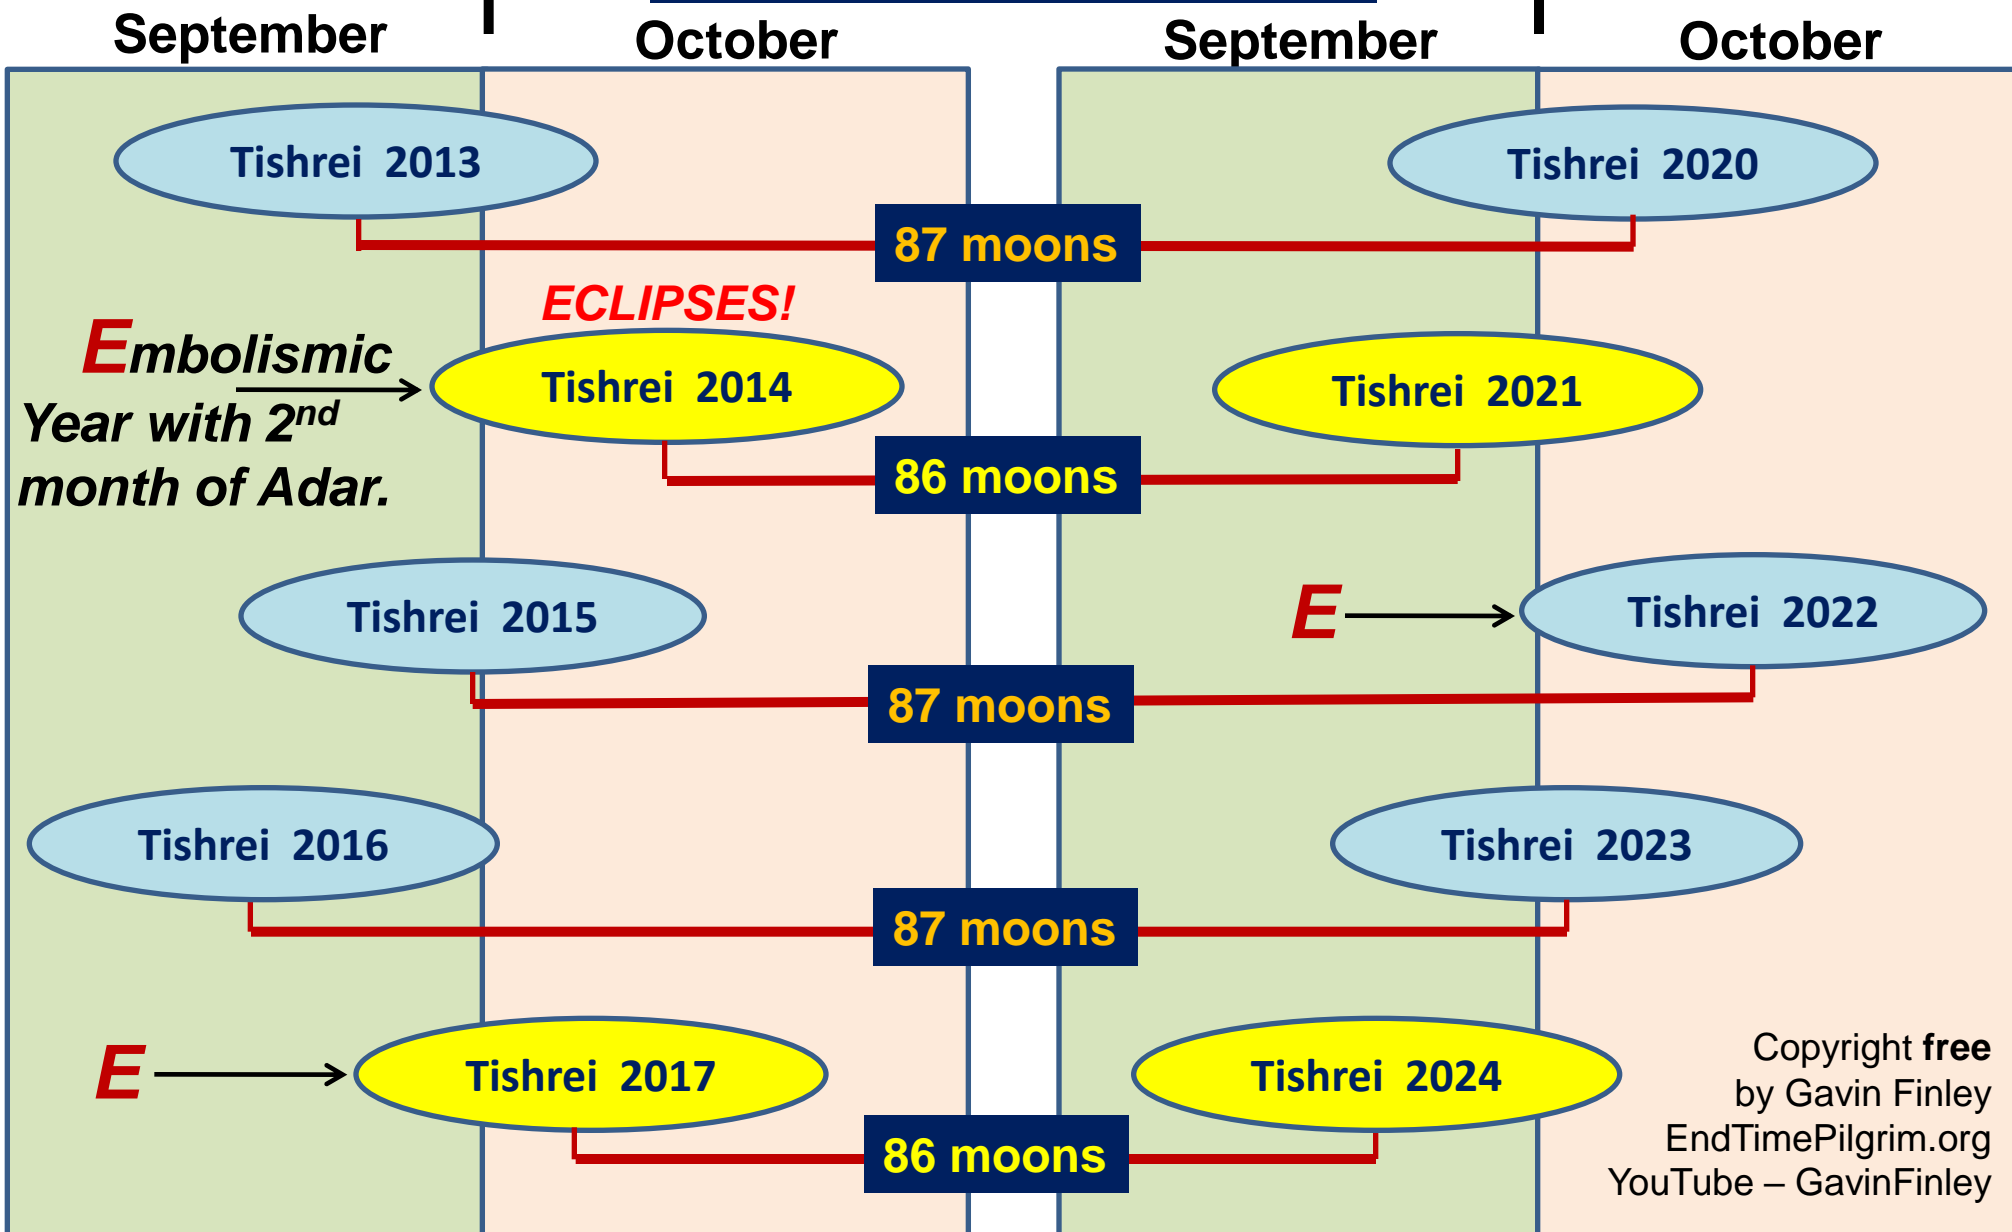 September
October
September
October
Tishrei 2013
Tishrei 2020
87 moons
ECLIPSES!
Embolismic
Year with 2nd
month of Adar.
Tishrei 2014
Tishrei 2021
86 moons
Tishrei 2015
E
Tishrei 2022
87 moons
Tishrei 2016
Tishrei 2023
87 moons
E
Tishrei 2017
Tishrei 2024
86 moons
Copyright free
by Gavin Finley
EndTimePilgrim.org
YouTube – GavinFinley